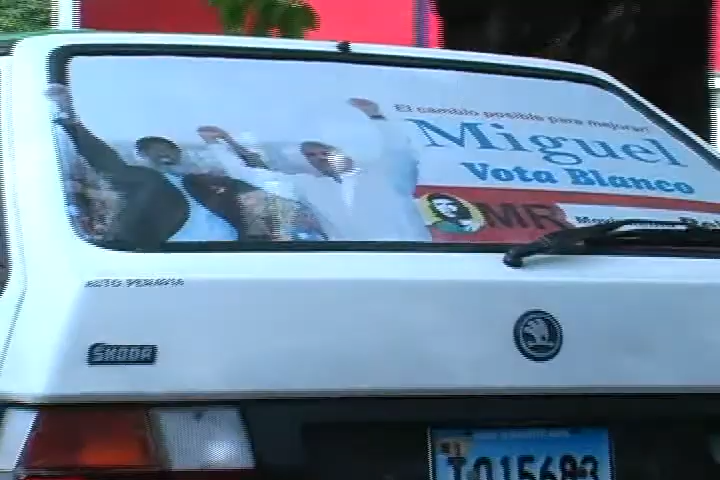 El cambio posible para mejorar!
Miguel
Vota Blanco
MR
AUTO PERAVIA
SKODA